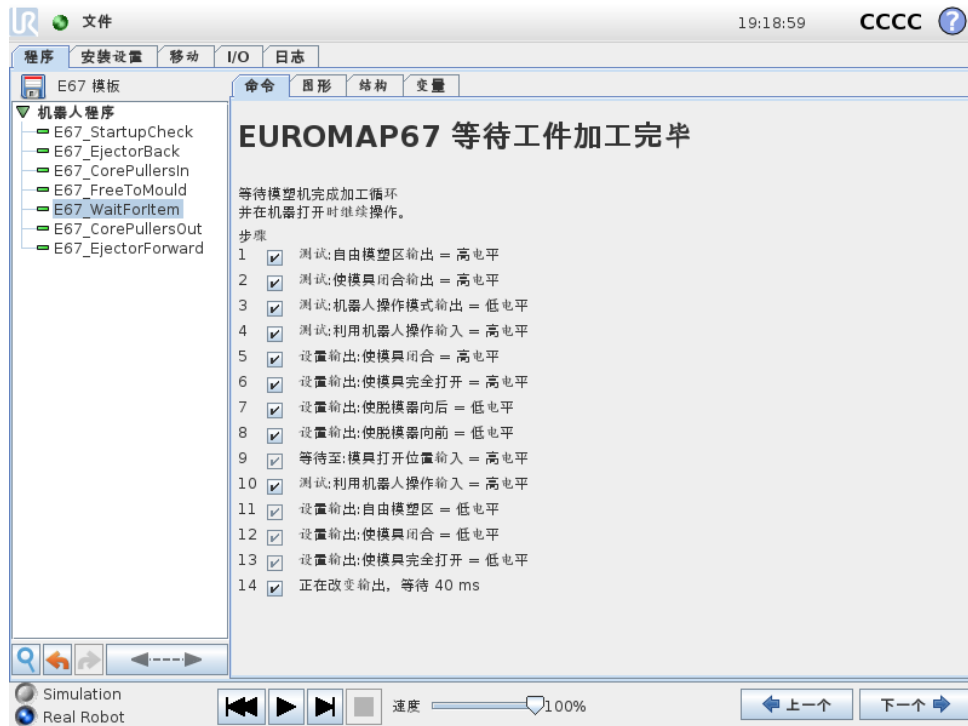 UR 文件 19:18:59 CCCC ?
程序 安装设置 移动 I/O 日志
E67 模板
命令 图形 结构 变量
机器人程序
E67_StartupCheck
E67_EjectorBack
E67_CorePullersIn
E67_FreeToMould
E67_WaitForItem
E67_CorePullersOut
E67_EjectorForward
EUROMAP67 等待工件加工完毕
等待模塑机完成加工循环
并在机器打开时继续操作。
步骤
1 测试:自由模塑区输出 = 高电平
2 测试:使模具闭合输出 = 高电平
3 测试:机器人操作模式输出 = 低电平
4 测试:利用机器人操作输入 = 高电平
5 设置输出:使模具闭合 = 高电平
6 设置输出:使模具完全打开 = 高电平
7 设置输出:使脱模器向后 = 低电平
8 设置输出:使脱模器向前 = 低电平
9 等待至:模具打开位置输入 = 高电平
10 测试:利用机器人操作输入 = 高电平
11 设置输出:自由模塑区 = 低电平
12 设置输出:使模具闭合 = 低电平
13 设置输出:使模具完全打开 = 低电平
14 正在改变输出，等待 40 ms
Simulation
Real Robot
速度 100%
上一个 下一个